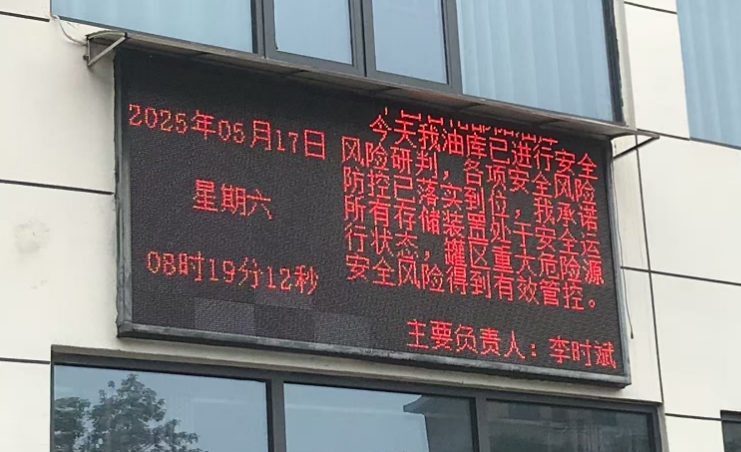 2025年05月17日
星期六
08时19分12秒
今天我油库已进行安全
风险研判，各项安全风险
防控已落实到位，我承诺
所有存储装置处于安全运
行状态，罐区重大危险源
安全风险得到有效管控。
主要负责人：李时斌